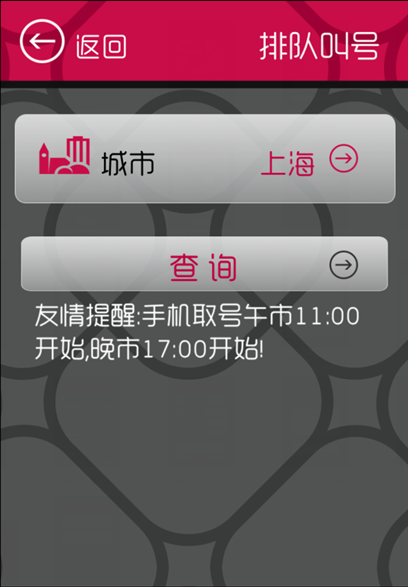 返回 排队叫号
城市 上海
查询
友情提醒:手机取号午市11:00
开始,晚市17:00开始!